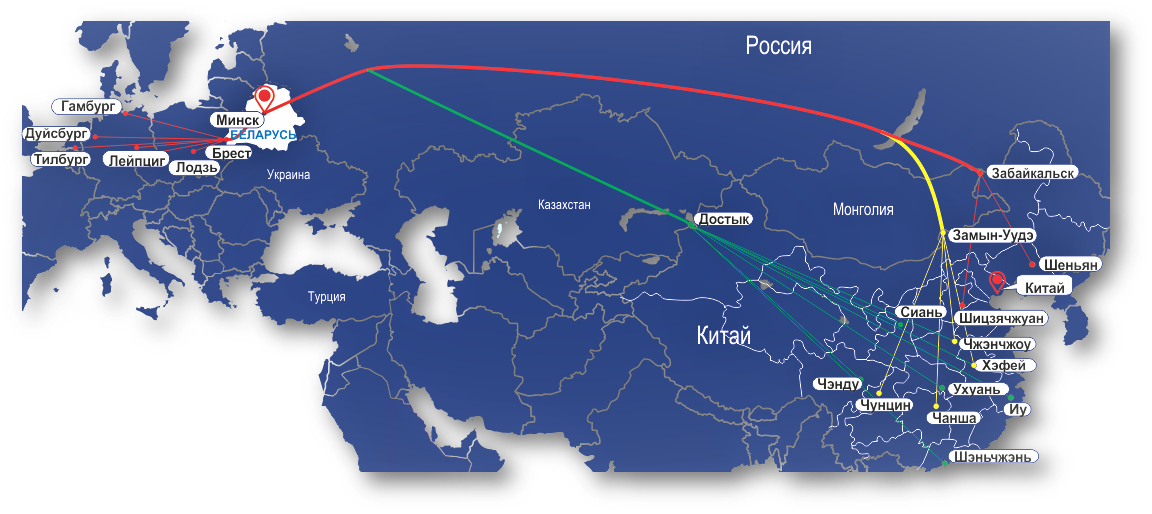 Россия
Гамбург
Минск
Дуйсбург
БЕЛАРУСЬ
Тилбург
Лейпциг
Брест
Лодзь
Украина
Забайкальск
Казахстан
Монголия
Достык
Замын-Уудэ
Шеньян
Китай
Турция
Сиань
Шицзячжуан
Китай
Чжэнчжоу
Хэфей
Чэнду
Ухуань
Чунцин
Чанша
Иу
Шэньчжэнь